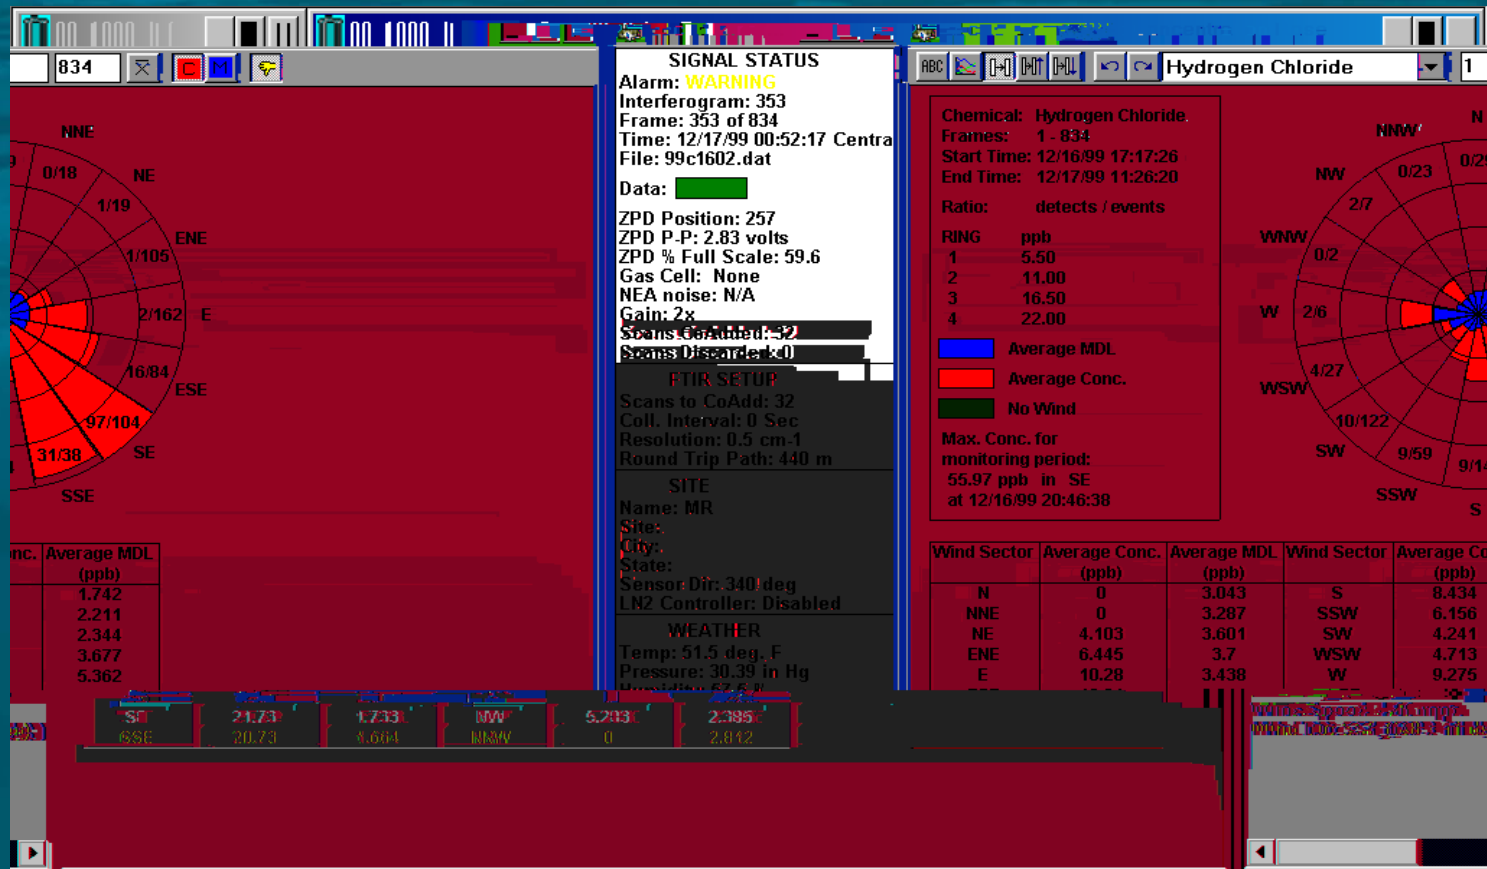 834
C M
NNE
0/18
NE
1/19
ENE
1/105
2/162 E
16/84
ESE
97/104
31/38
SE
SSE
Average MDL
(ppb)
1.742
2.211
2.344
3.677
5.362
SIGNAL STATUS
Alarm: WARNING
Interferogram: 353
Frame: 353 of 834
Time: 12/17/99 00:52:17 Centra
File: 99c1602.dat
Data:
ZPD Position: 257
ZPD P-P: 2.83 volts
ZPD % Full Scale: 59.6
Gas Cell: None
NEA noise: N/A
Gain: 2x
Scans CoAdded: 32
Scans Discarded: 0
FTIR SETUP
Scans to CoAdd: 32
Coll. Interval: 0 Sec
Resolution: 0.5 cm-1
Round Trip Path: 440 m
SITE
Name: MR
Site:
City:
State:
Sensor Dir: 340 deg
LN2 Controller: Disabled
WEATHER
Temp: 51.5 deg. F
Pressure: 30.39 in Hg
ABC Hydrogen Chloride 1
Chemical: Hydrogen Chloride
Frames: 1 - 834
Start Time: 12/16/99 17:17:26
End Time: 12/17/99 11:26:20
Ratio: detects / events
RING ppb
1 5.50
2 11.00
3 16.50
4 22.00
Average MDL
Average Conc.
No Wind
Max. Conc. for
monitoring period:
55.97 ppb in SE
at 12/16/99 20:46:38
N
NNW
0/23
NW
2/7
WNW
0/2
W 2/6
4/27
WSW
10/122
SW
9/59
SSW
S
Wind Sector Average Conc. Average MDL Wind Sector
(ppb) (ppb) (ppb)
N 0 3.043 S 8.434
NNE 0 3.287 SSW 6.156
NE 4.103 3.601 SW 4.241
ENE 6.445 3.7 WSW 4.713
E 10.28 3.438 W 9.275
SE 21.73 1.733 NW 5.203 2.385
SSE 20.73 NNW 0 2.812